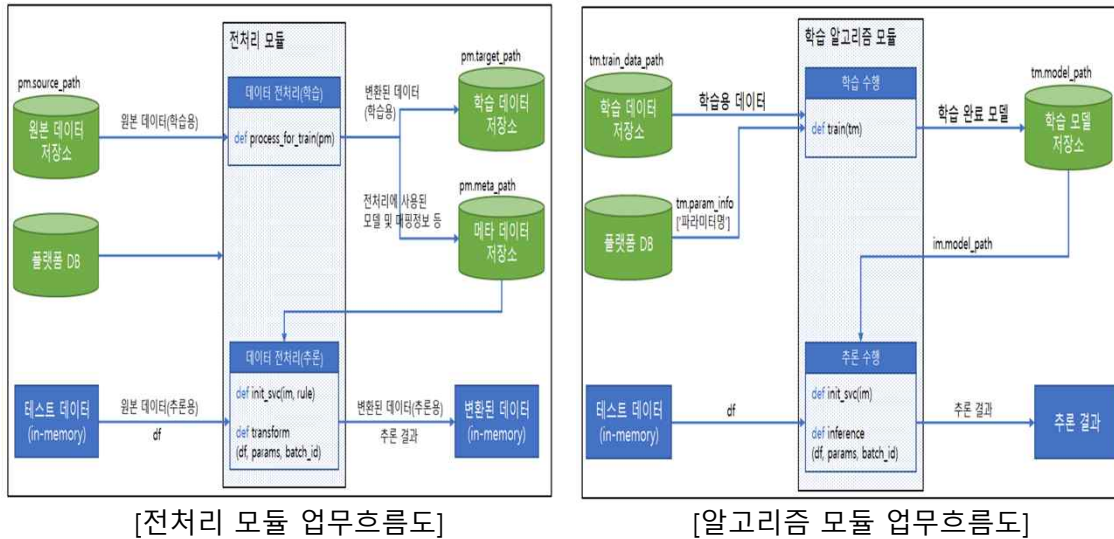 전처리 모듈
pm.source_path
원본 데이터
저장소
원본 데이터(학습용)
데이터 전처리(학습)
def process_for_train(pm)
변환된 데이터
(학습용)
pm.target_path
학습 데이터
저장소
전처리에 사용된
모델 및 매핑정보 등
pm.meta_path
메타 데이터
저장소
플랫폼 DB
테스트 데이터
(in-memory)
원본 데이터(추론용)
df
데이터 전처리(추론)
def init_svc(im, rule)
def transform
(df, params, batch_id)
변환된 데이터(추론용)
추론 결과
변환된 데이터
(in-memory)
[전처리 모듈 업무흐름도]
학습 알고리즘 모듈
tm.train_data_path
학습 데이터
저장소
학습용 데이터
학습 수행
def train(tm)
학습 완료 모델
tm.model_path
학습 모델
저장소
플랫폼 DB
tm.param_info
['파라미터명']
im.model_path
테스트 데이터
(in-memory)
df
추론 수행
def init_svc(im)
def inference
(df, params, batch_id)
추론 결과
추론 결과
[알고리즘 모듈 업무흐름도]